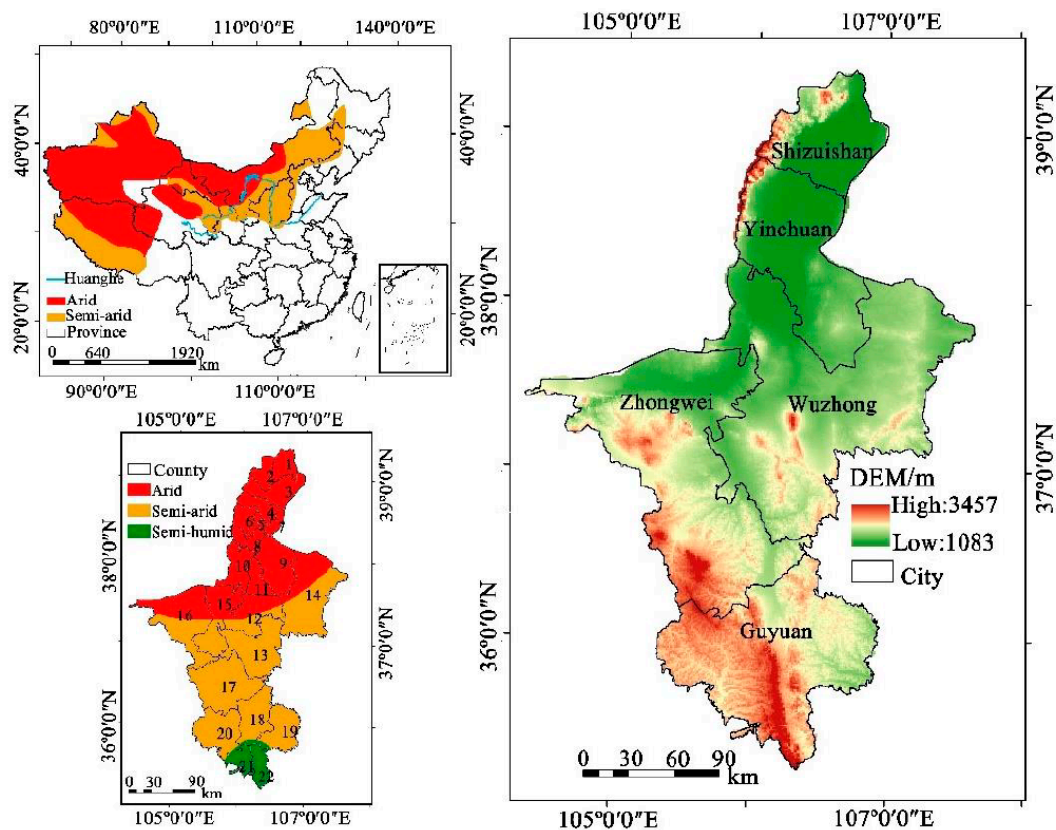 80°0'0"E 110°0'0"E 140°0'0"E
40°0'0"N
20°0'0"N
40°0'0"N
20°0'0"N
Huanghe
Arid
Semi-arid
Province
0 640 1920
km
90°0'0"E 110°0'0"E
105°0'0"E 107°0'0"E
County
Arid
Semi-arid
Semi-humid
39°0'0"N
38°0'0"N
37°0'0"N
36°0'0"N
38°0'0"N
36°0'0"N
1
2
3
4
5
6
7
8
9
10
11
12
13
14
15
16
17
18
19
20
21
22
0 30 90
km
105°0'0"E 107°0'0"E
105°0'0"E 107°0'0"E
39°0'0"N
38°0'0"N
37°0'0"N
36°0'0"N
Shizuishan
Yinchuan
Zhongwei
Wuzhong
Guyuan
DEM/m
High:3457
Low:1083
City
0 30 60 90
km
105°0'0"E 107°0'0"E